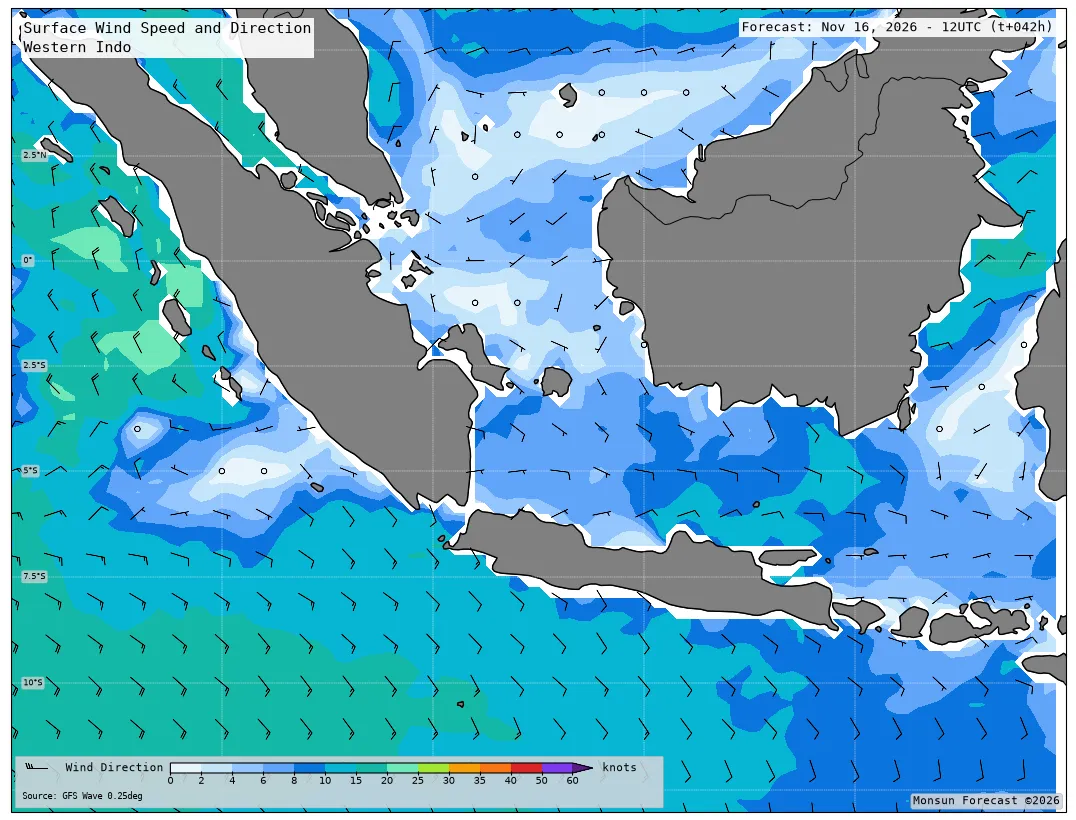 Surface Wind Speed and Direction
Western Indo
Forecast: Nov 16, 2026 - 12UTC (t+042h)
2.5°N
0°
2.5°S
5°S
7.5°S
10°S
Wind Direction
0 2 4 6 8 10 15 20 25 30 35 40 50 60
knots
Source: GFS Wave 0.25deg
Monsun Forecast ©2026